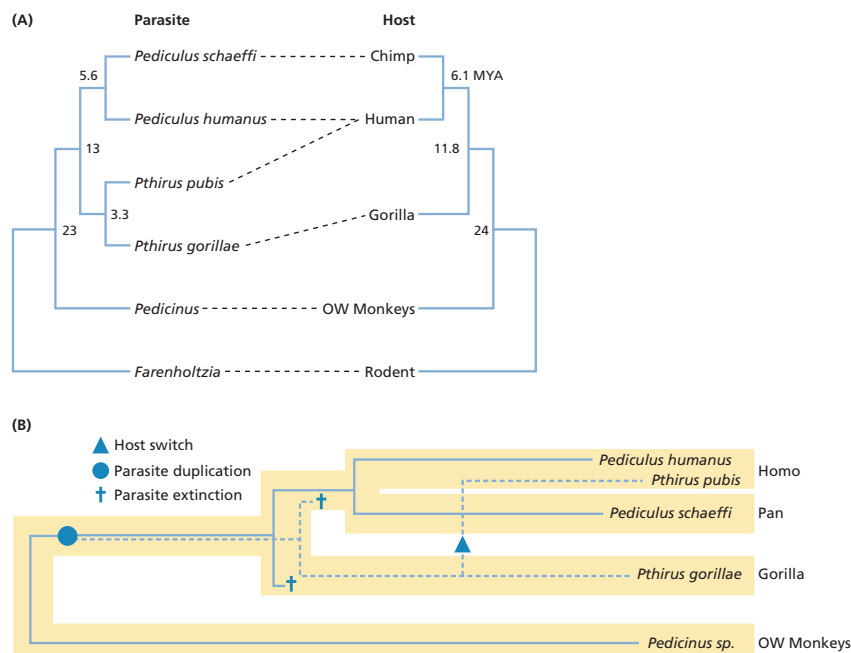 (A)
Parasite Host
Pediculus schaeffi Chimp
5.6 6.1 MYA
Pediculus humanus Human
13 11.8
Pthirus pubis
3.3 Gorilla
23 24
Pthirus gorillae
Pedicinus OW Monkeys
Farenholtzia Rodent
(B)
Host switch
Parasite duplication
Parasite extinction
Pediculus humanus
Homo
Pthirus pubis
Pediculus schaeffi Pan
Pthirus gorillae Gorilla
Pedicinus sp. OW Monkeys